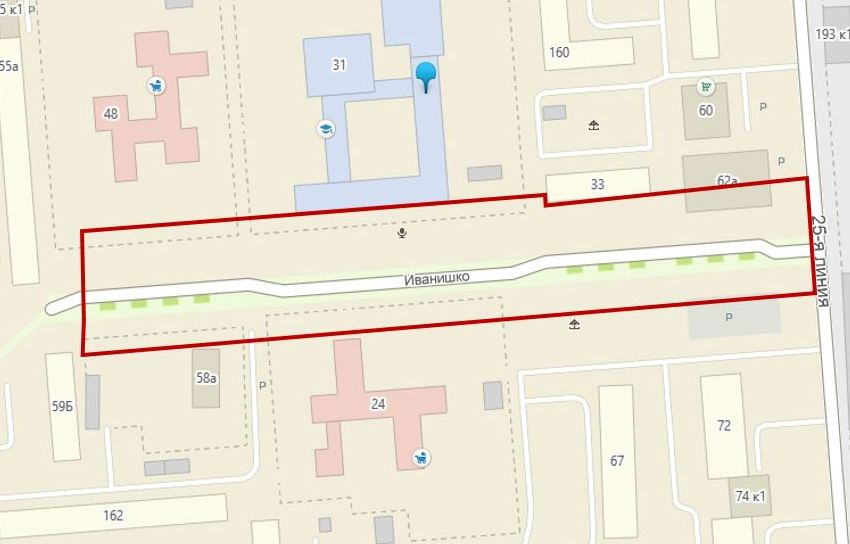 5 к1
Р
193 к1
31
160
55а
48
60
Р
Р
62а
33
Иванишко
25-я линия
Р
58а
Р
59Б
24
72
67
74 к1
162